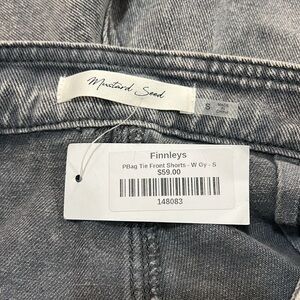 Mustard Seed
S
Finnleys
PBag Tie Front Shorts - W Gy - S
$59.00
148083